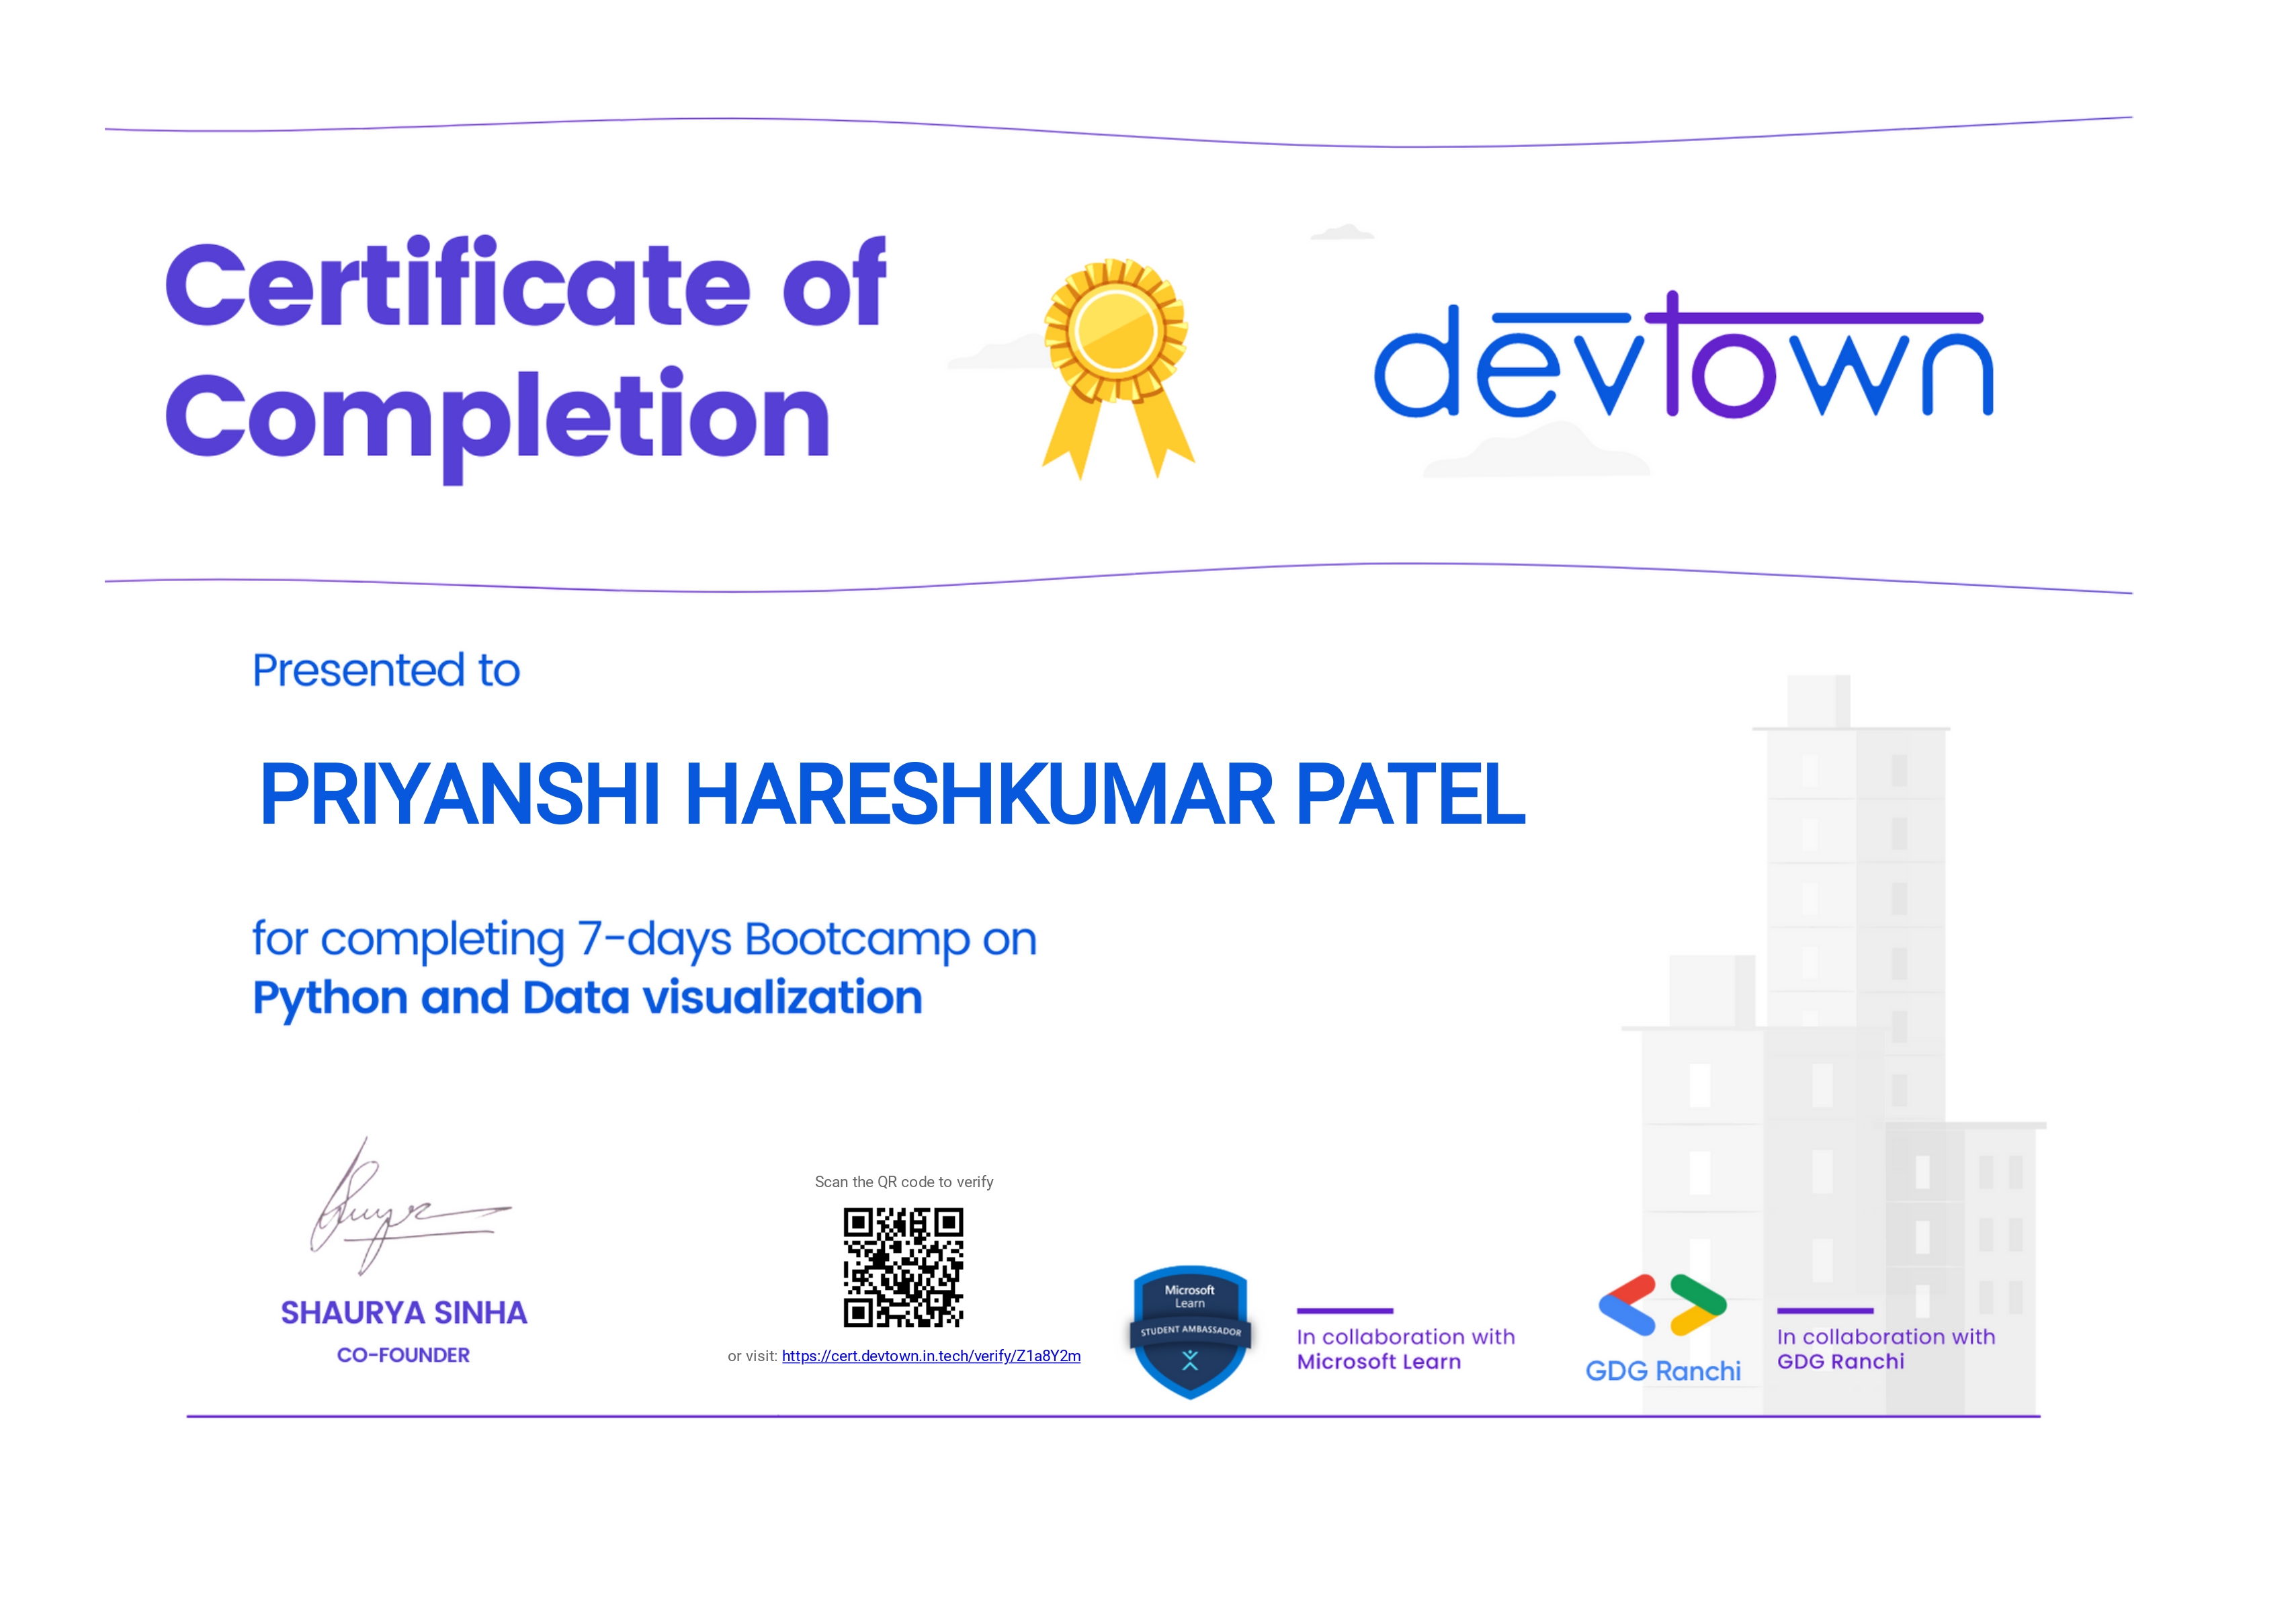 Certificate of
Completion
devtown
Presented to
PRIYANSHI HARESHKUMAR PATEL
for completing 7-days Bootcamp on
Python and Data visualization
SHAURYA SINHA
CO-FOUNDER
Scan the QR code to verify
or visit: https://cert.devtown.in.tech/verify/Z1a8Y2m
Microsoft
Learn
STUDENT AMBASSADOR
In collaboration with
Microsoft Learn
GDG Ranchi
In collaboration with
GDG Ranchi